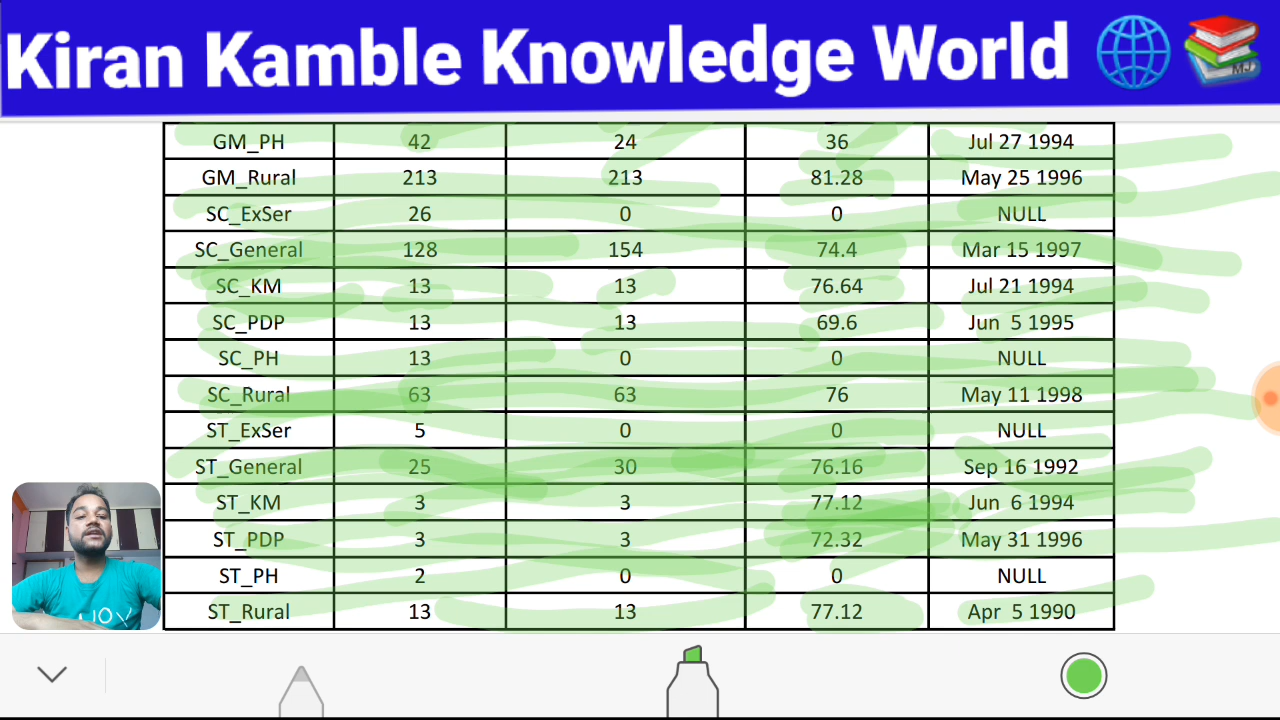 Kiran Kamble Knowledge World
MJ
GM_PH 42 24 36 Jul 27 1994
GM_Rural 213 213 81.28 May 25 1996
SC_ExSer 26 0 0 NULL
SC_General 128 154 74.4 Mar 15 1997
SC_KM 13 13 76.64 Jul 21 1994
SC_PDP 13 13 69.6 Jun 5 1995
SC_PH 13 0 0 NULL
SC_Rural 63 63 76 May 11 1998
ST_ExSer 5 0 0 NULL
ST_General 25 30 76.16 Sep 16 1992
ST_KM 3 3 77.12 Jun 6 1994
ST_PDP 3 3 72.32 May 31 1996
ST_PH 2 0 0 NULL
ST_Rural 13 13 77.12 Apr 5 1990